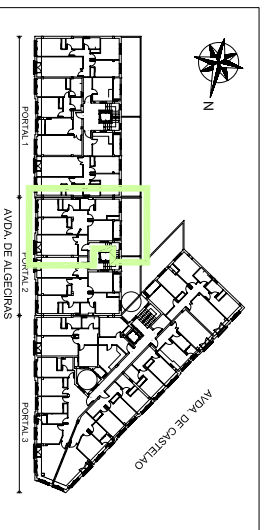 N
PORTAL 1
PORTAL 2
PORTAL 3
AVDA. DE ALGECIRAS
AVDA. DE CASTELAO